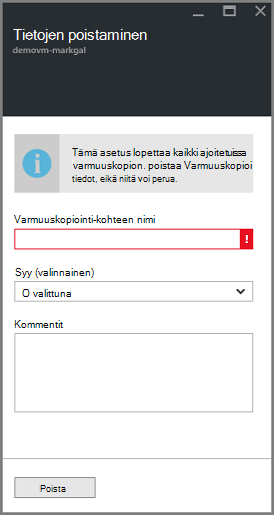 Tietojen poistaminen
demovm-markgal
Tämä asetus lopettaa kaikki ajoitetuissa
varmuuskopion. poistaa Varmuuskopioi
tiedot, eikä niitä voi perua.
Varmuuskopiointi-kohteen nimi
Syy (valinnainen)
O valittuna
Kommentit
Poista